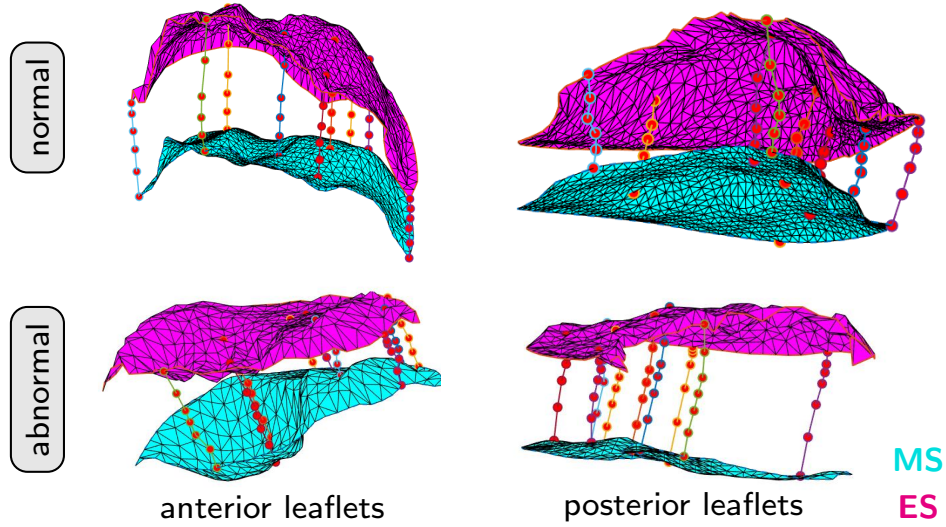 normal
abnormal
anterior leaflets
posterior leaflets
MS
ES